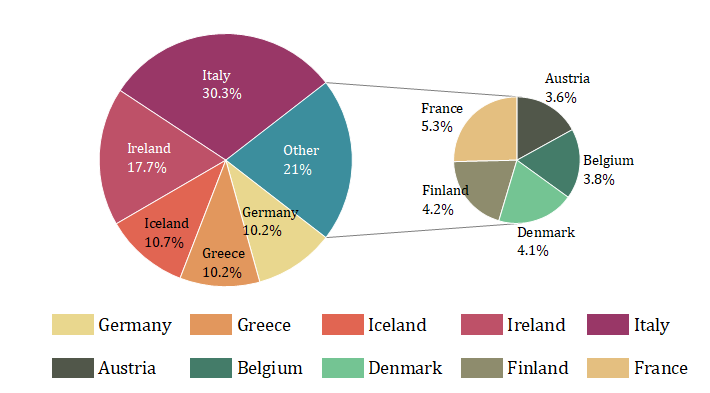 Italy
30.3%
Ireland
17.7%
Other
21%
Iceland
10.7%
Germany
10.2%
Greece
10.2%
Austria
3.6%
France
5.3%
Belgium
3.8%
Finland
4.2%
Denmark
4.1%
Germany Greece Iceland Ireland Italy
Austria Belgium Denmark Finland France